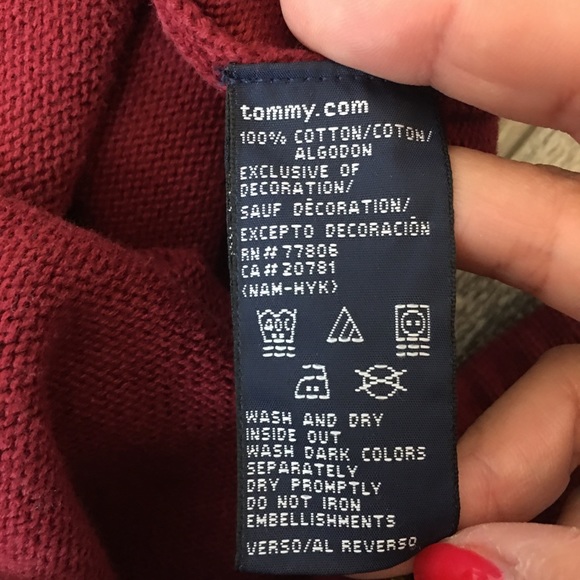 tommy.com
100% COTTON/COTON/
ALGODON
EXCLUSIVE OF
DECORATION/
SAUF DÉCORATION/
EXCEPTO DECORACIÓN
RN# 77806
CA# 20781
(NAM-HYK)
40C
WASH AND DRY
INSIDE OUT
WASH DARK COLORS
SEPARATELY
DRY PROMPTLY
DO NOT IRON
EMBELLISHMENTS
VERSO/AL REVERSO